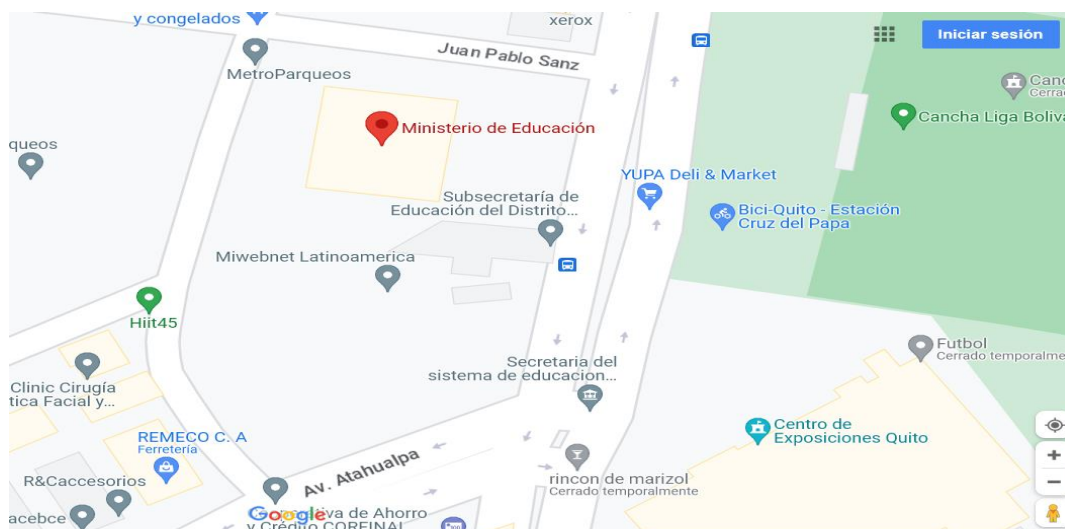 y congelados
xerox
Iniciar sesión
Juan Pablo Sanz
MetroParqueos
Canc
Cerrad
Cancha Liga Boliva
Ministerio de Educación
queos
YUPA Deli & Market
Subsecretaría de
Educación del Distrito...
Bici-Quito - Estación
Cruz del Papa
Miwebnet Latinoamerica
Hiit45
Futbol
Cerrado temporalme
Secretaria del
sistema de educacion...
Clinic Cirugía
tica Facial y...
Centro de
Exposiciones Quito
REMECO C. A
Ferretería
Av. Atahualpa
R&Caccesorios
rincon de marizol
Cerrado temporalmente
acebce
Google
iva de Ahorro
y Crédito COREINAL